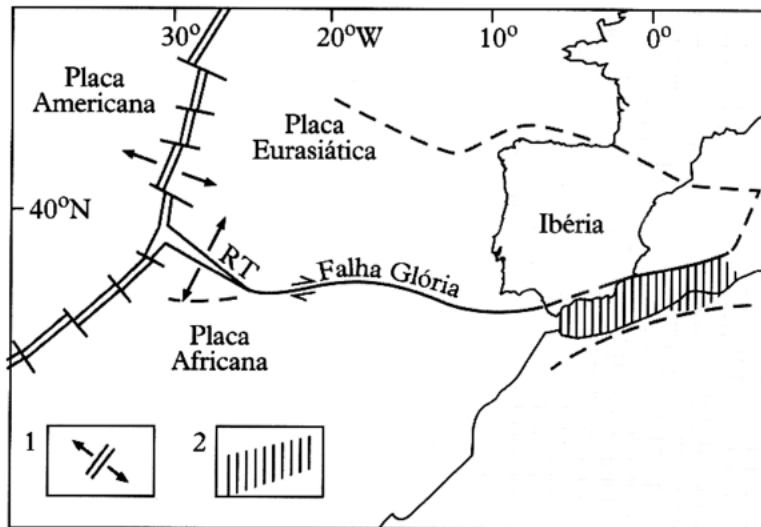 30° 20°W 10° 0°
Placa
Americana
Placa
Eurasiática
40°N
Ibéria
RT
Falha Glória
Placa
Africana
1
2